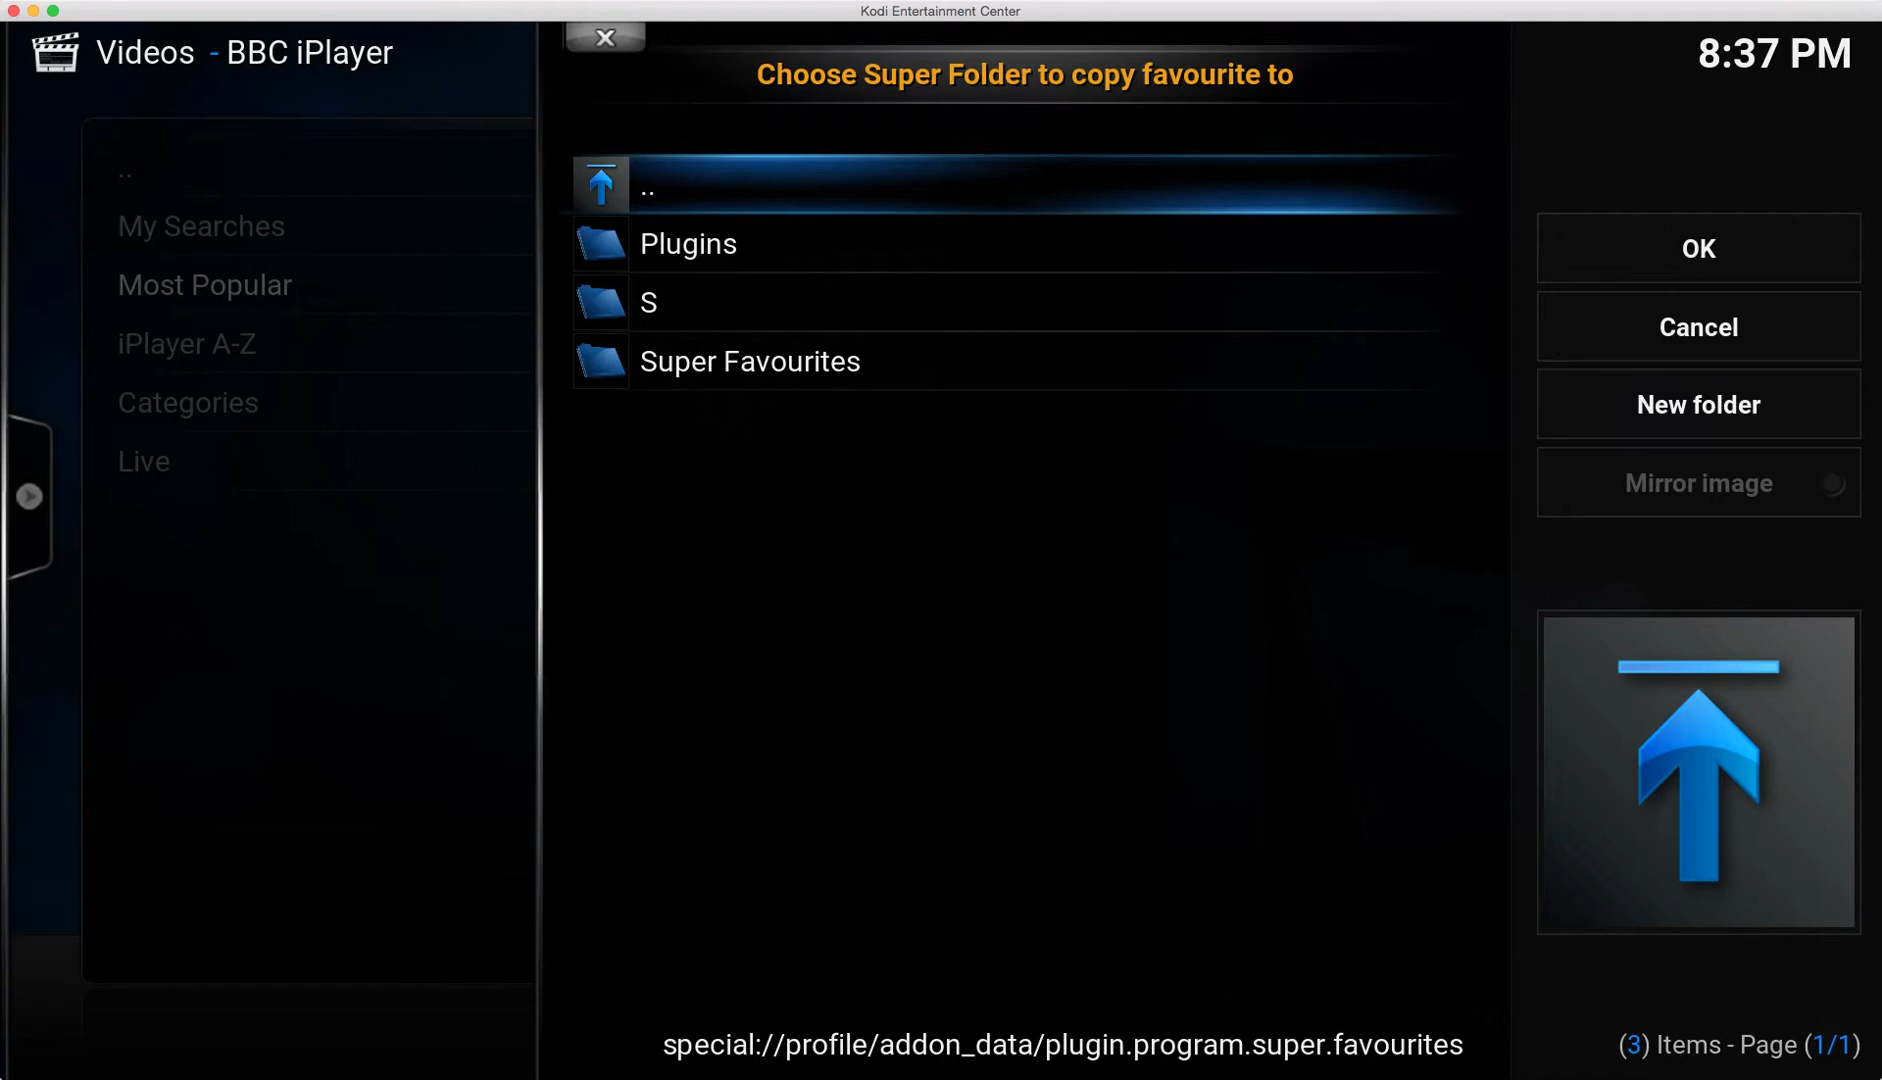 Kodi Entertainment Center
Videos - BBC iPlayer
Choose Super Folder to copy favourite to
8:37 PM
..
My Searches
Most Popular
iPlayer A-Z
Categories
Live
..
Plugins
S
Super Favourites
OK
Cancel
New folder
Mirror image
special://profile/addon_data/plugin.program.super.favourites
(3) Items - Page (1/1)